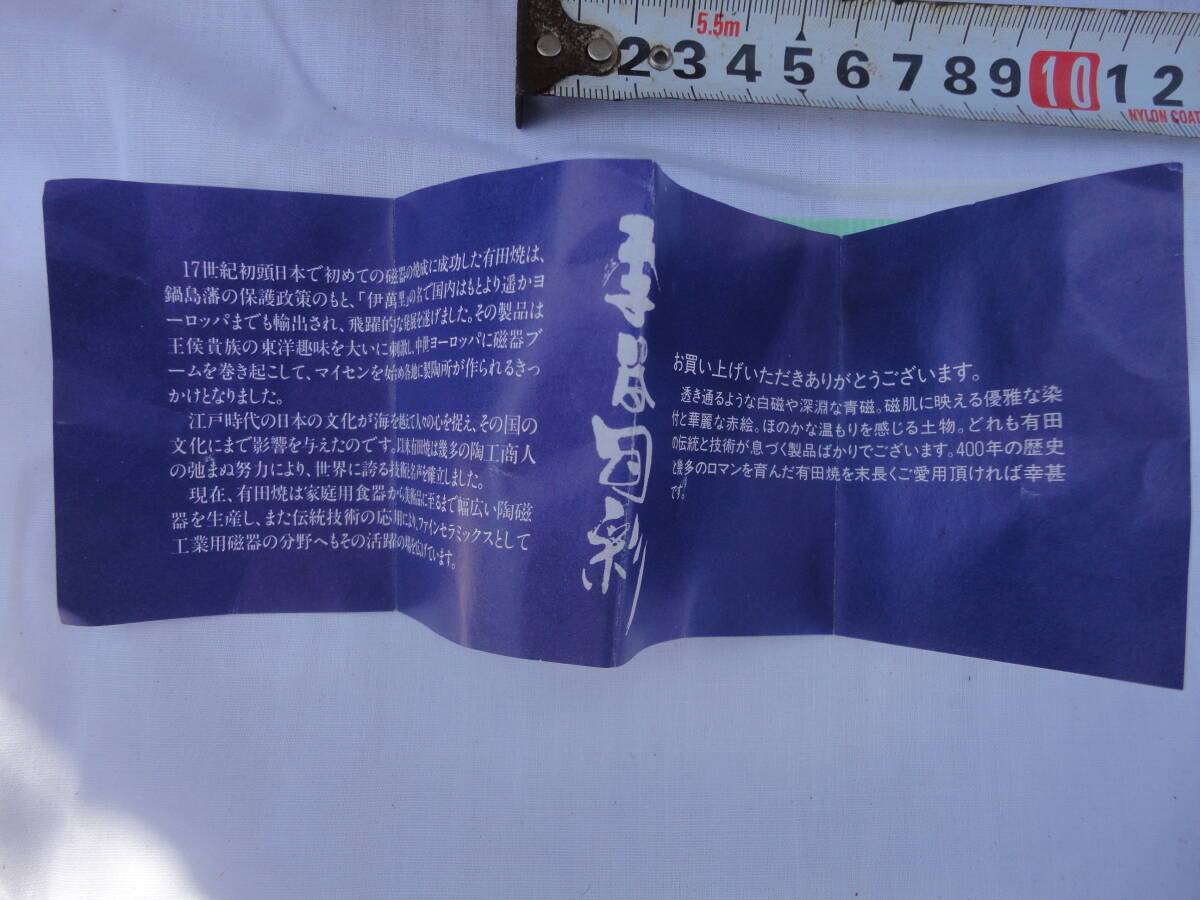 5.5m
2 3 4 5 6 7 8 9 10 1 2
NYLON COAT
17世紀初頭日本で初めての磁器の焼成に成功した有田焼は、
鍋島藩の保護政策のもと、「伊萬里」の名で国内はもとより遥かヨ
ーロッパまでも輸出され、飛躍的な発展を遂げました。その製品は
王侯貴族の東洋趣味を大いに刺激し、中世ヨーロッパに磁器ブ
ームを巻き起こして、マイセンを始め各地に製陶所が作られるきっ
かけとなりました。
江戸時代の日本の文化が海を越えて人々の心を捉え、その国の
文化にまで影響を与えたのです。以来有田焼は幾多の陶工商人
の弛まぬ努力により、世界に誇る技術と名声を確立しました。
現在、有田焼は家庭用食器から美術品に至るまで幅広い陶磁
器を生産し、また伝統技術の応用により、ファインセラミックスとして
工業用磁器の分野へもその活躍の場を広げています。
彩
お買い上げいただきありがとうございます。
透き通るような白磁や深淵な青磁。磁肌に映える優雅な染
付と華麗な赤絵。ほのかな温もりを感じる土物。どれも有田
の伝統と技術が息づく製品ばかりでございます。400年の歴史
と幾多のロマンを育んだ有田焼を末長くご愛用頂ければ幸甚
です。